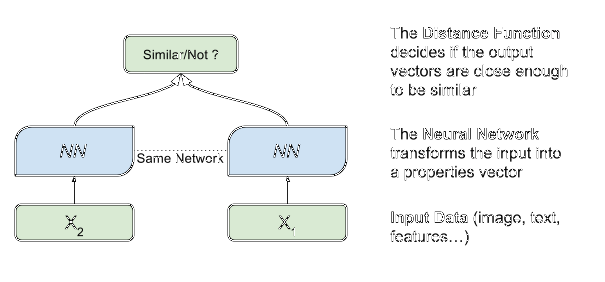 Similar/Not ?
The Distance Function
decides if the output
vectors are close enough
to be similar
NN
Same Network
NN
The Neural Network
transforms the input into
a properties vector
X2
X1
Input Data (image, text,
features...)